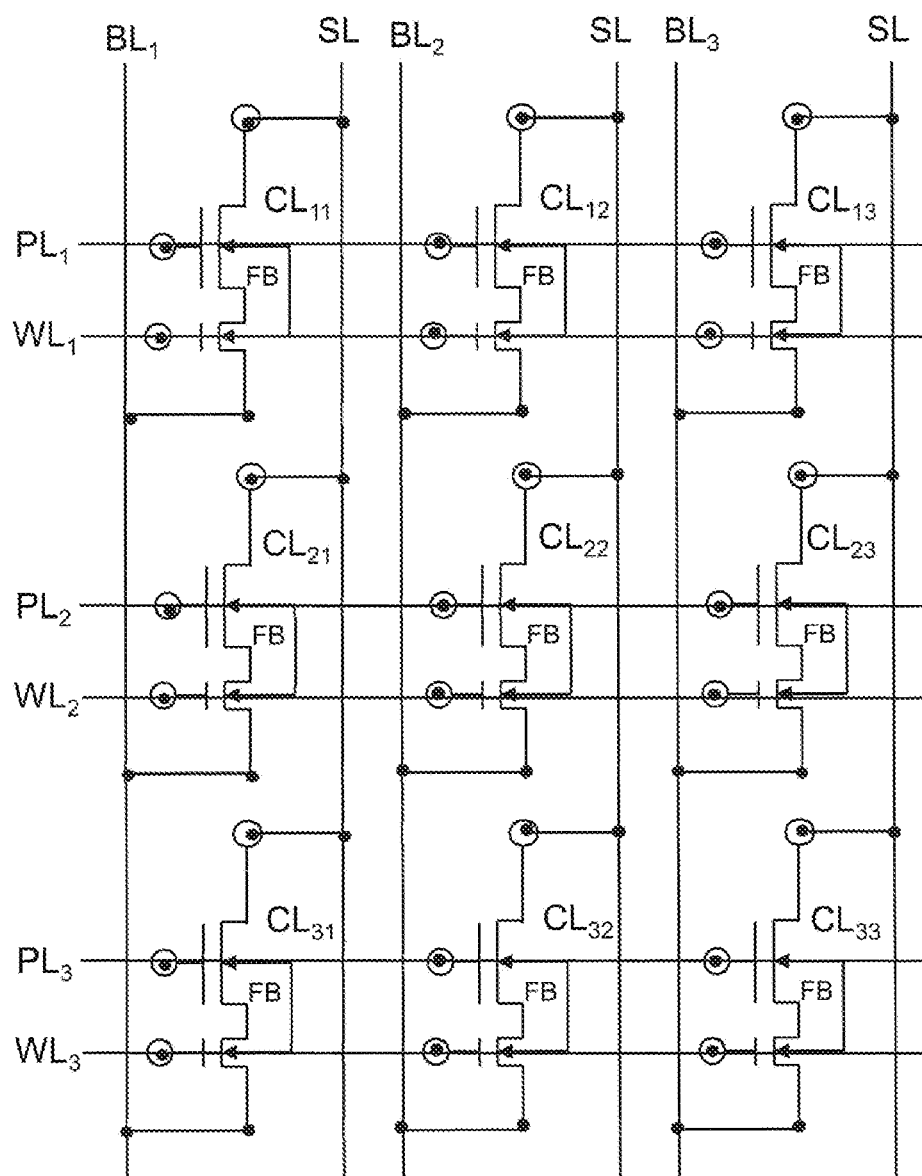 BL₁ SL BL₂ SL BL₃ SL
CL₁₁ CL₁₂ CL₁₃
PL₁
FB FB FB
WL₁
CL₂₁ CL₂₂ CL₂₃
PL₂
FB FB FB
WL₂
CL₃₁ CL₃₂ CL₃₃
PL₃
FB FB FB
WL₃